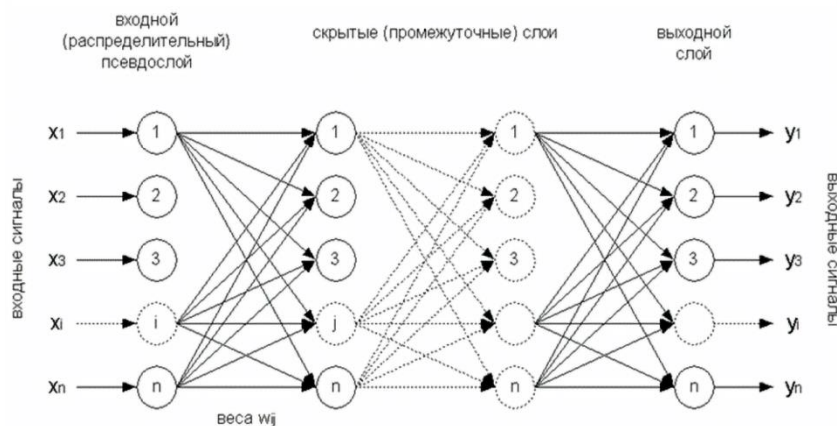 входной
(распределительный)
псевдослой
скрытые (промежуточные) слои
выходной
слой
входные сигналы
x1
1
1
1
1
y1
x2
2
2
2
2
y2
x3
3
3
3
3
y3
xi
i
j
yi
xn
n
n
n
n
yn
выходные сигналы
веса wij